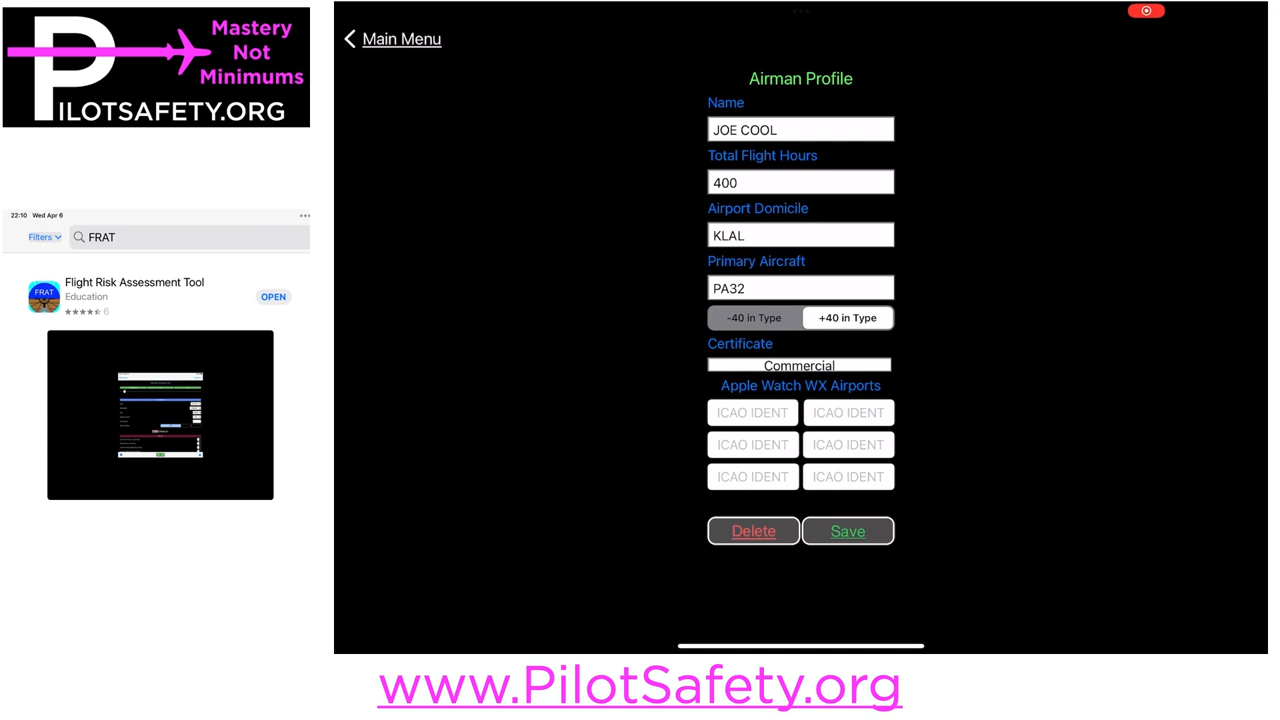 Mastery
Not
Minimums
PILOTSAFETY.ORG
22:10 Wed Apr 6
Filters
FRAT
FRAT
Flight Risk Assessment Tool
Education
6
OPEN
Main Menu
Airman Profile
Name
JOE COOL
Total Flight Hours
400
Airport Domicile
KLAL
Primary Aircraft
PA32
-40 in Type +40 in Type
Certificate
Commercial
Apple Watch WX Airports
ICAO IDENT ICAO IDENT
ICAO IDENT ICAO IDENT
ICAO IDENT ICAO IDENT
Delete Save
www.PilotSafety.org